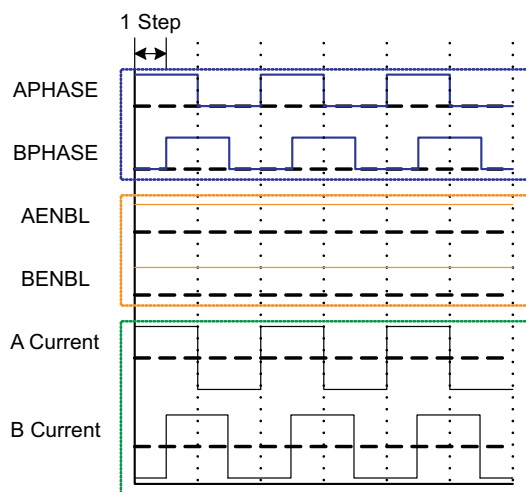 1 Step
APHASE
BPHASE
AENBL
BENBL
A Current
B Current